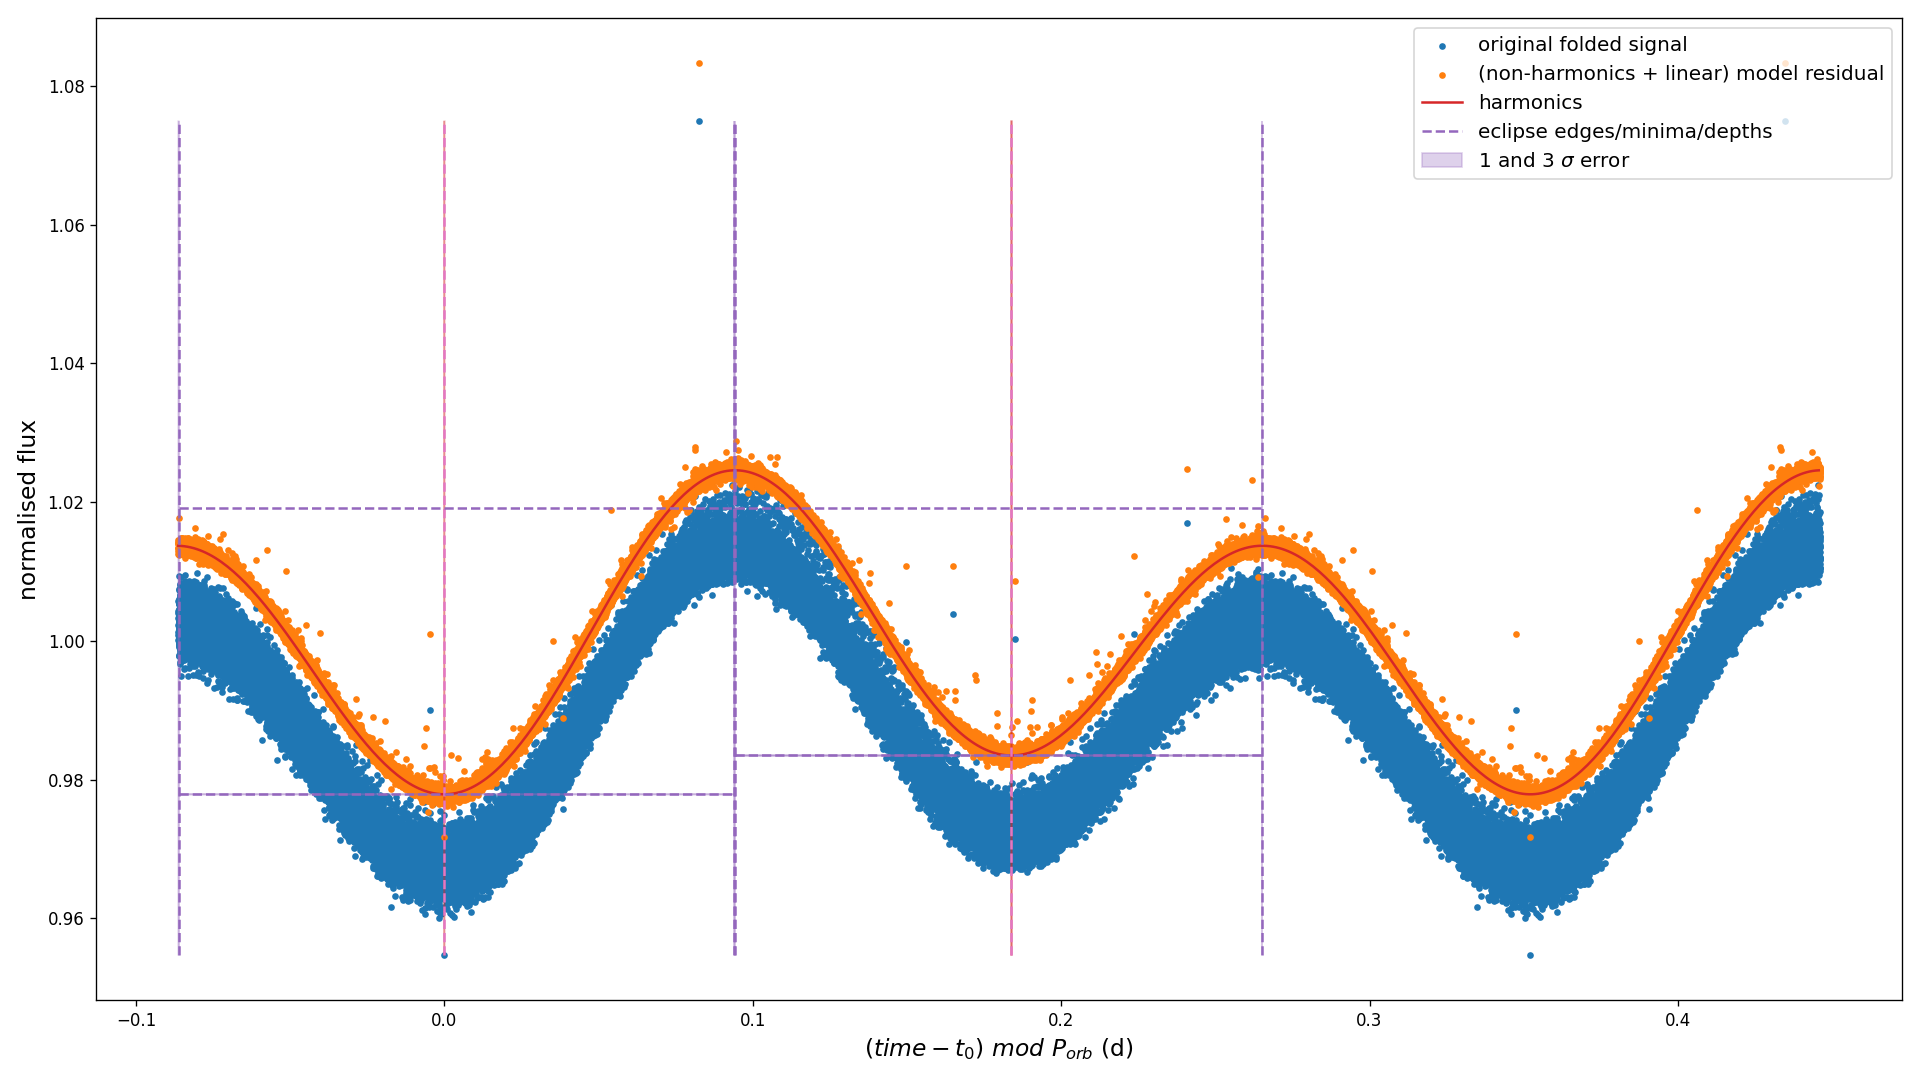 original folded signal
(non-harmonics + linear) model residual
harmonics
eclipse edges/minima/depths
1 and 3 σ error
normalised flux
1.08
1.06
1.04
1.02
1.00
0.98
0.96
−0.1
0.0
0.1
0.2
0.3
0.4
(time − t₀) mod Pₒᵣᵦ (d)